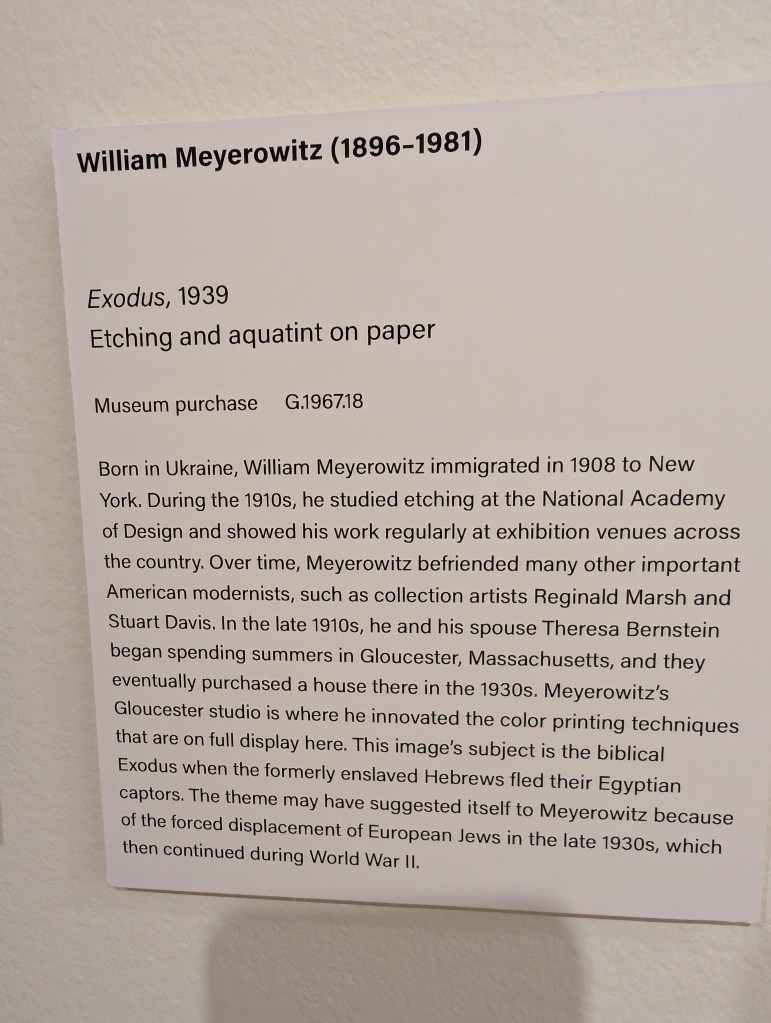 William Meyerowitz (1896–1981)
Exodus, 1939
Etching and aquatint on paper
Museum purchase G.1967.18
Born in Ukraine, William Meyerowitz immigrated in 1908 to New
York. During the 1910s, he studied etching at the National Academy
of Design and showed his work regularly at exhibition venues across
the country. Over time, Meyerowitz befriended many other important
American modernists, such as collection artists Reginald Marsh and
Stuart Davis. In the late 1910s, he and his spouse Theresa Bernstein
began spending summers in Gloucester, Massachusetts, and they
eventually purchased a house there in the 1930s. Meyerowitz’s
Gloucester studio is where he innovated the color printing techniques
that are on full display here. This image’s subject is the biblical
Exodus when the formerly enslaved Hebrews fled their Egyptian
captors. The theme may have suggested itself to Meyerowitz because
of the forced displacement of European Jews in the late 1930s, which
then continued during World War II.